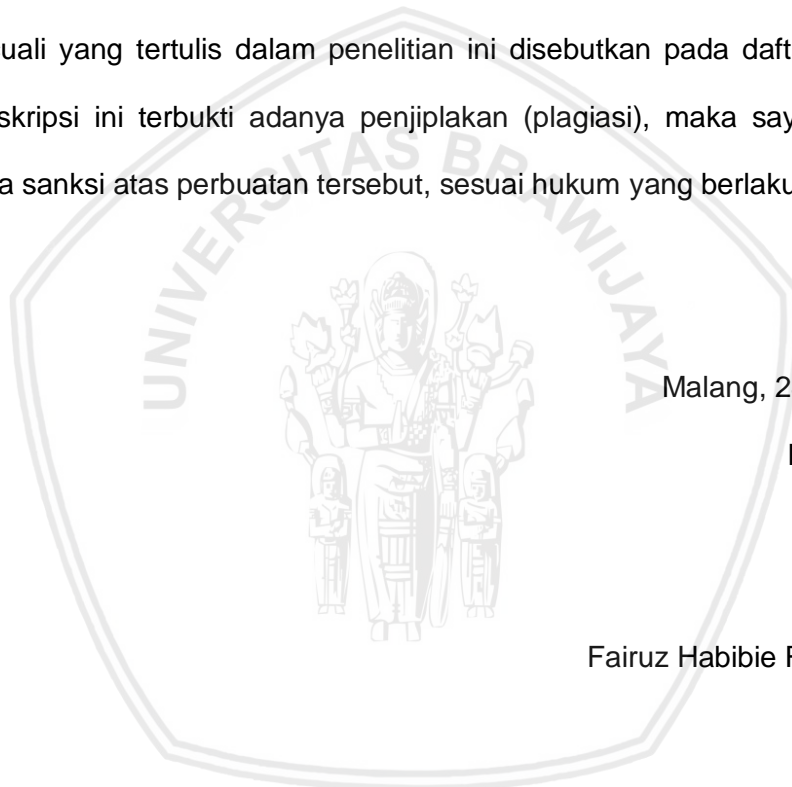 uali yang tertulis dalam penelitian ini disebutkan pada daft
skripsi ini terbukti adanya penjiplakan (plagiasi), maka say
a sanksi atas perbuatan tersebut, sesuai hukum yang berlaku
UNIVERSITAS BRAWIJAYA
Malang, 2
Fairuz Habibie